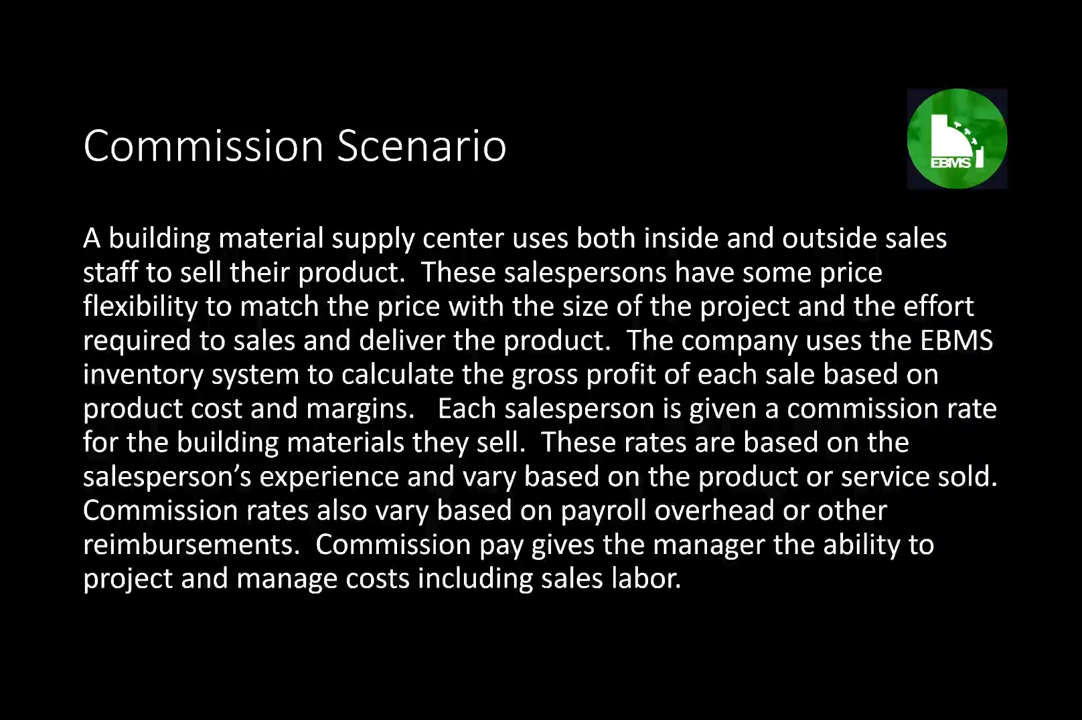 Commission Scenario
EBMS
A building material supply center uses both inside and outside sales
staff to sell their product.  These salespersons have some price
flexibility to match the price with the size of the project and the effort
required to sales and deliver the product.  The company uses the EBMS
inventory system to calculate the gross profit of each sale based on
product cost and margins.   Each salesperson is given a commission rate
for the building materials they sell.  These rates are based on the
salesperson’s experience and vary based on the product or service sold.
Commission rates also vary based on payroll overhead or other
reimbursements.  Commission pay gives the manager the ability to
project and manage costs including sales labor.